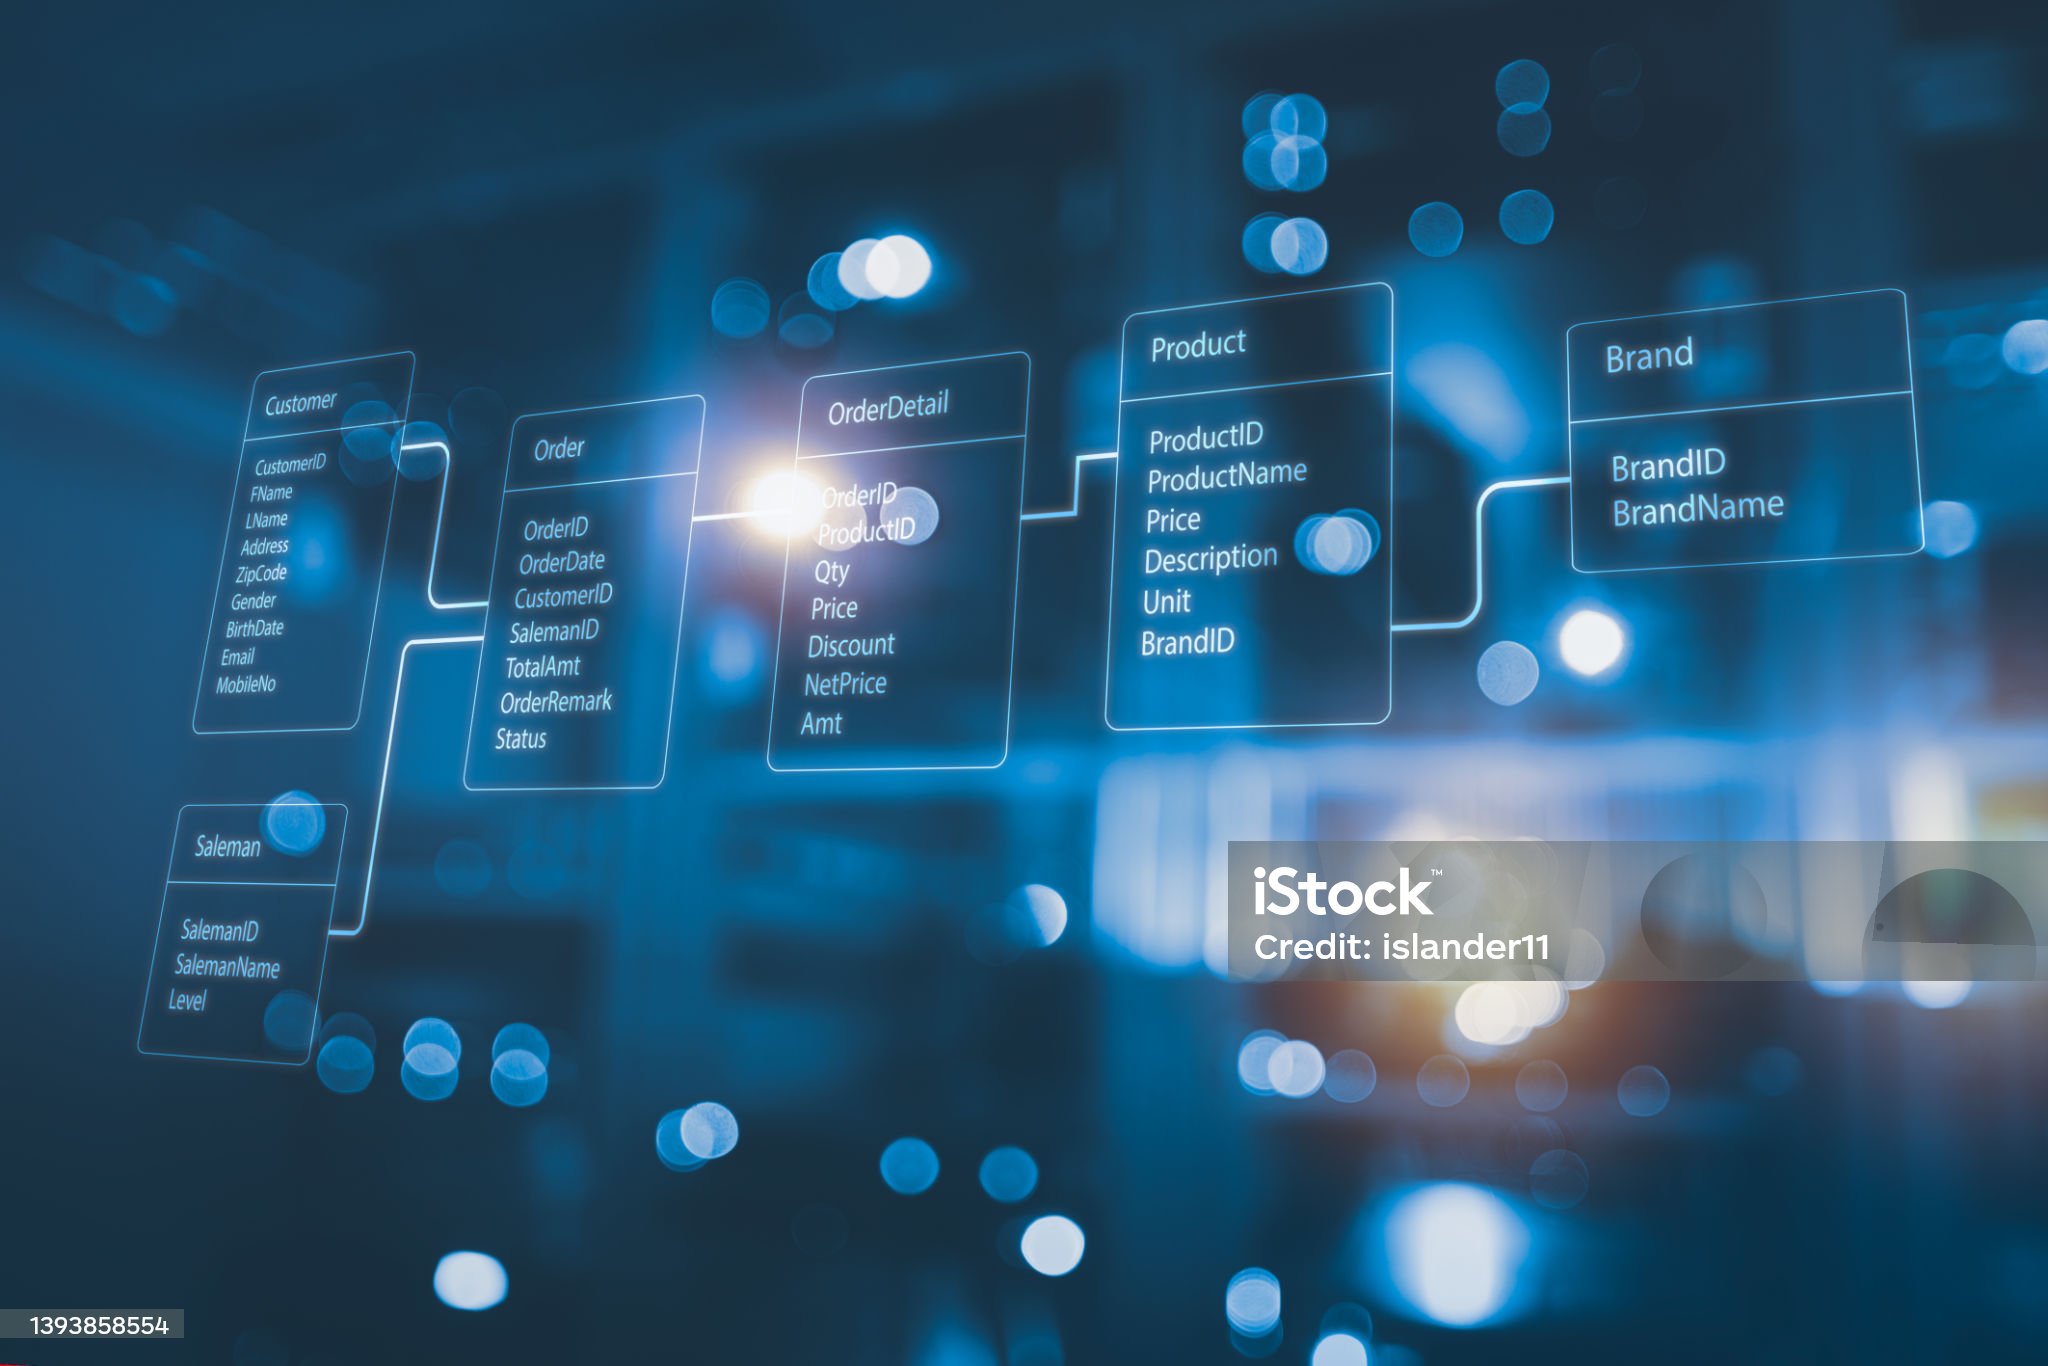 Customer
CustomerID
FName
LName
Address
ZipCode
Gender
BirthDate
Email
MobileNo
Order
OrderID
OrderDate
CustomerID
SalemanID
TotalAmt
OrderRemark
Status
OrderDetail
OrderID
ProductID
Qty
Price
Discount
NetPrice
Amt
Product
ProductID
ProductName
Price
Description
Unit
BrandID
Brand
BrandID
BrandName
Saleman
SalemanID
SalemanName
Level
iStock™
Credit: islander11
1393858554